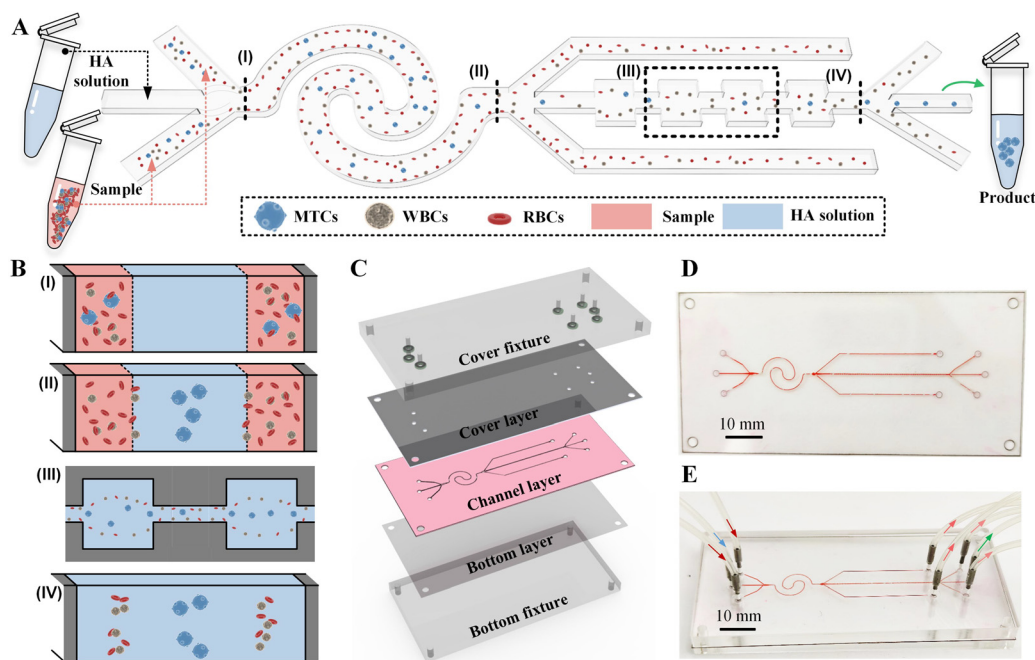 A
HA
solution
Sample
(I)
(II)
(III)
(IV)
Product
MTCs
WBCs
RBCs
Sample
HA solution
B
(I)
(II)
(III)
(IV)
C
Cover fixture
Cover layer
Channel layer
Bottom layer
Bottom fixture
D
10 mm
E
10 mm